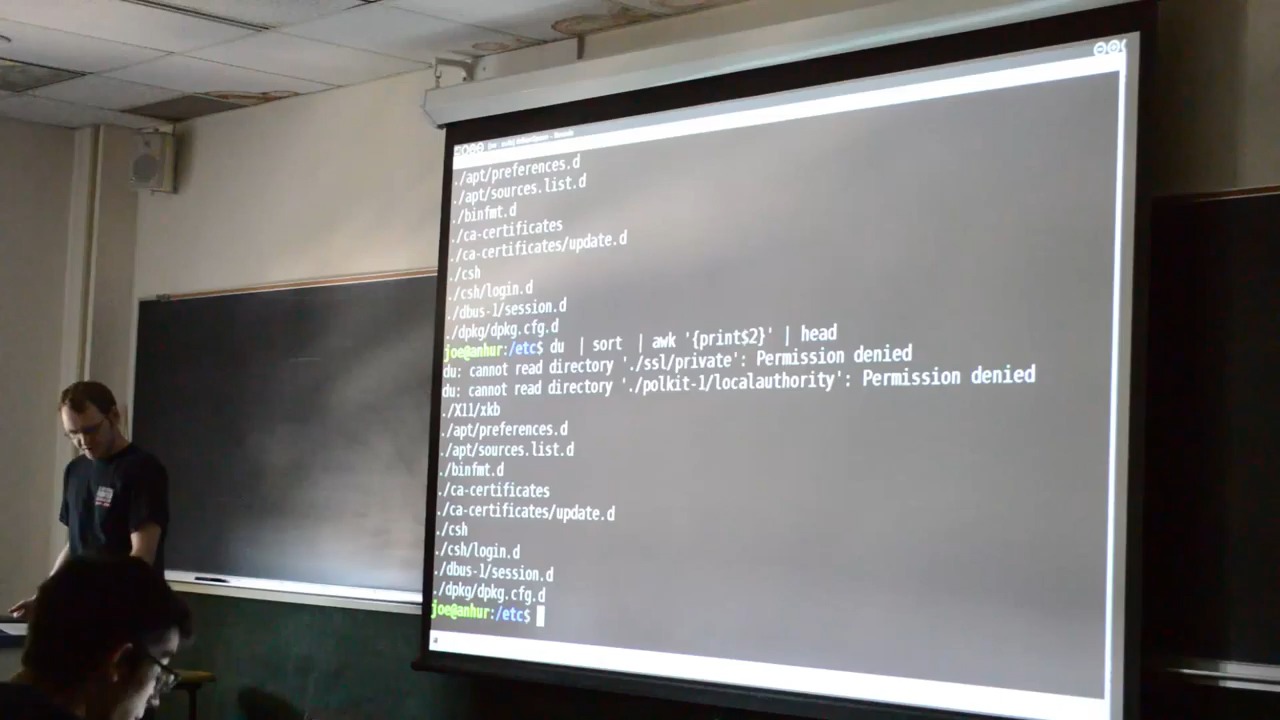 ./apt/preferences.d
./apt/sources.list.d
./binfmt.d
./ca-certificates
./ca-certificates/update.d
./csh
./csh/login.d
./dbus-1/session.d
./dpkg/dpkg.cfg.d
joe@anhur:/etc$ du  | sort  | awk '{print$2}' | head
du: cannot read directory './ssl/private': Permission denied
du: cannot read directory './polkit-1/localauthority': Permission denied
./X11/xkb
./apt/preferences.d
./apt/sources.list.d
./binfmt.d
./ca-certificates
./ca-certificates/update.d
./csh
./csh/login.d
./dbus-1/session.d
./dpkg/dpkg.cfg.d
joe@anhur:/etc$